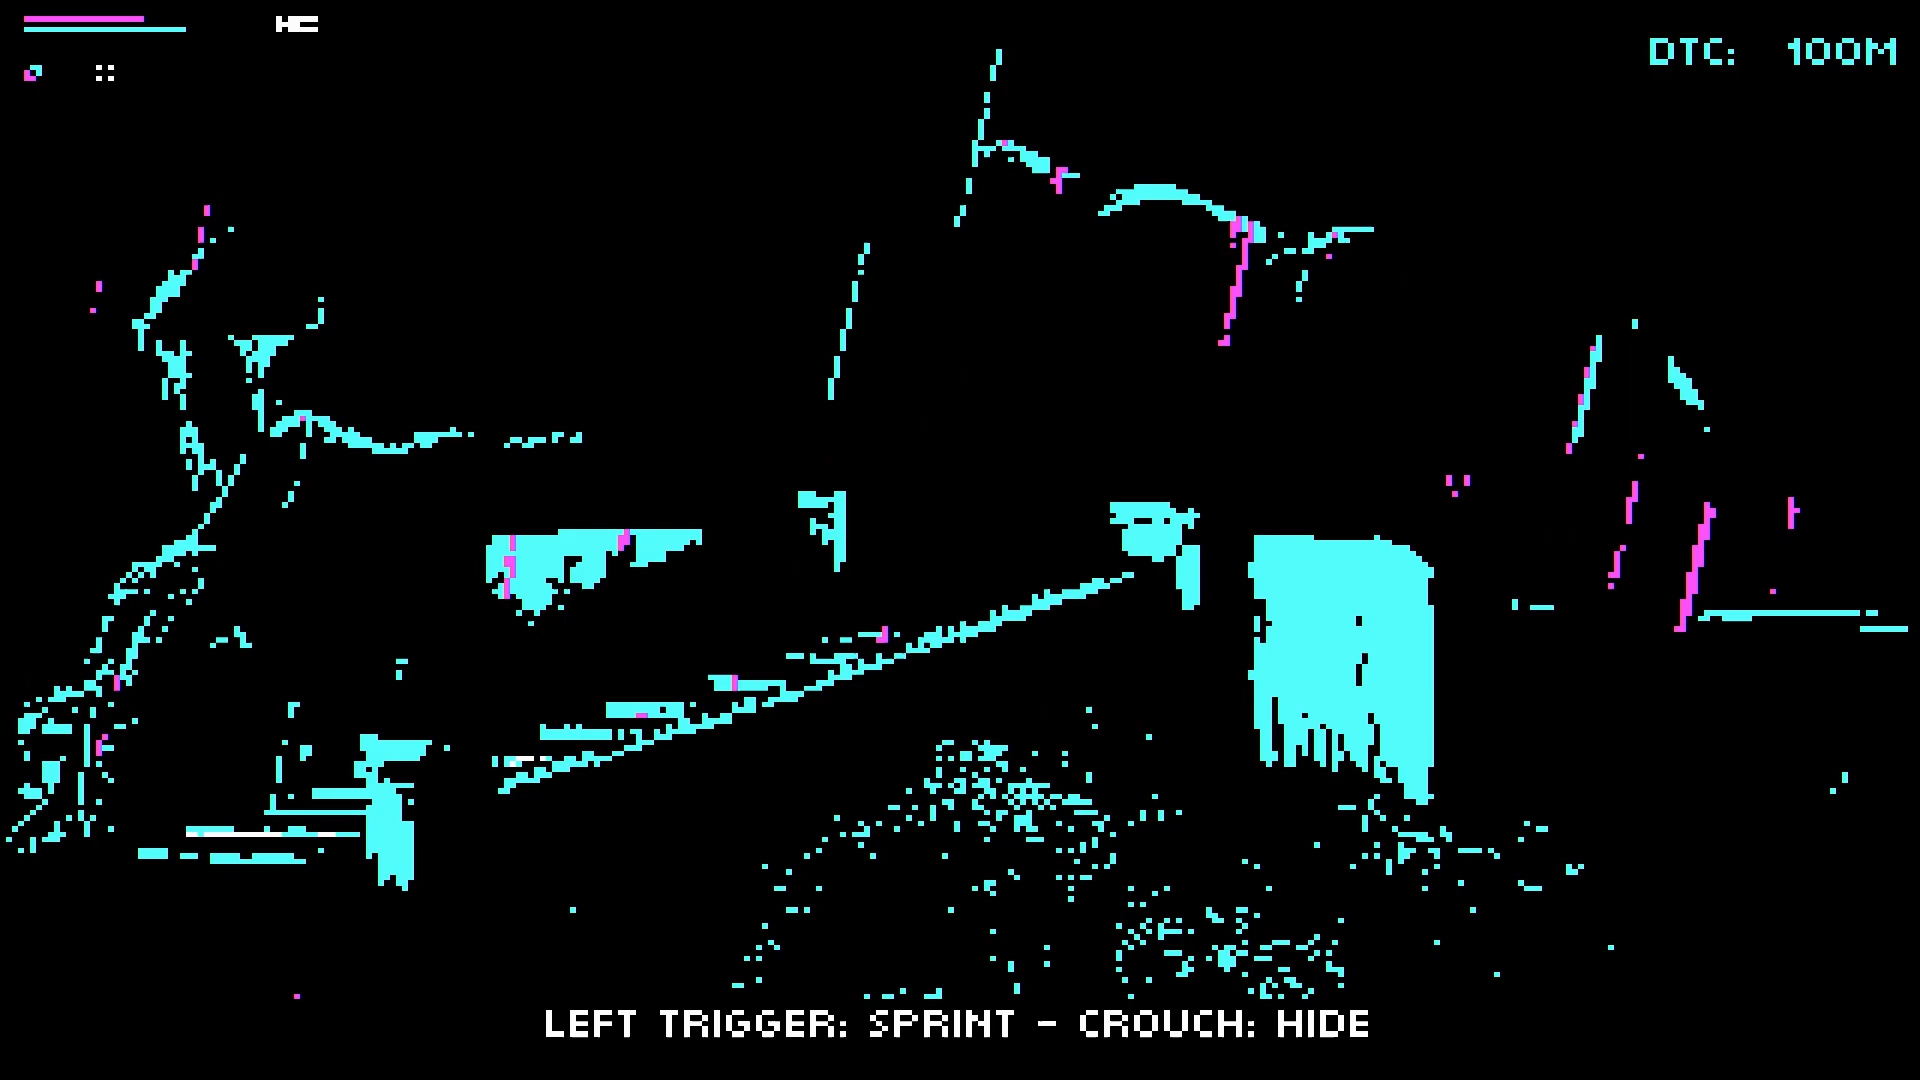 DTC: 100M
LEFT TRIGGER: SPRINT - CROUCH: HIDE